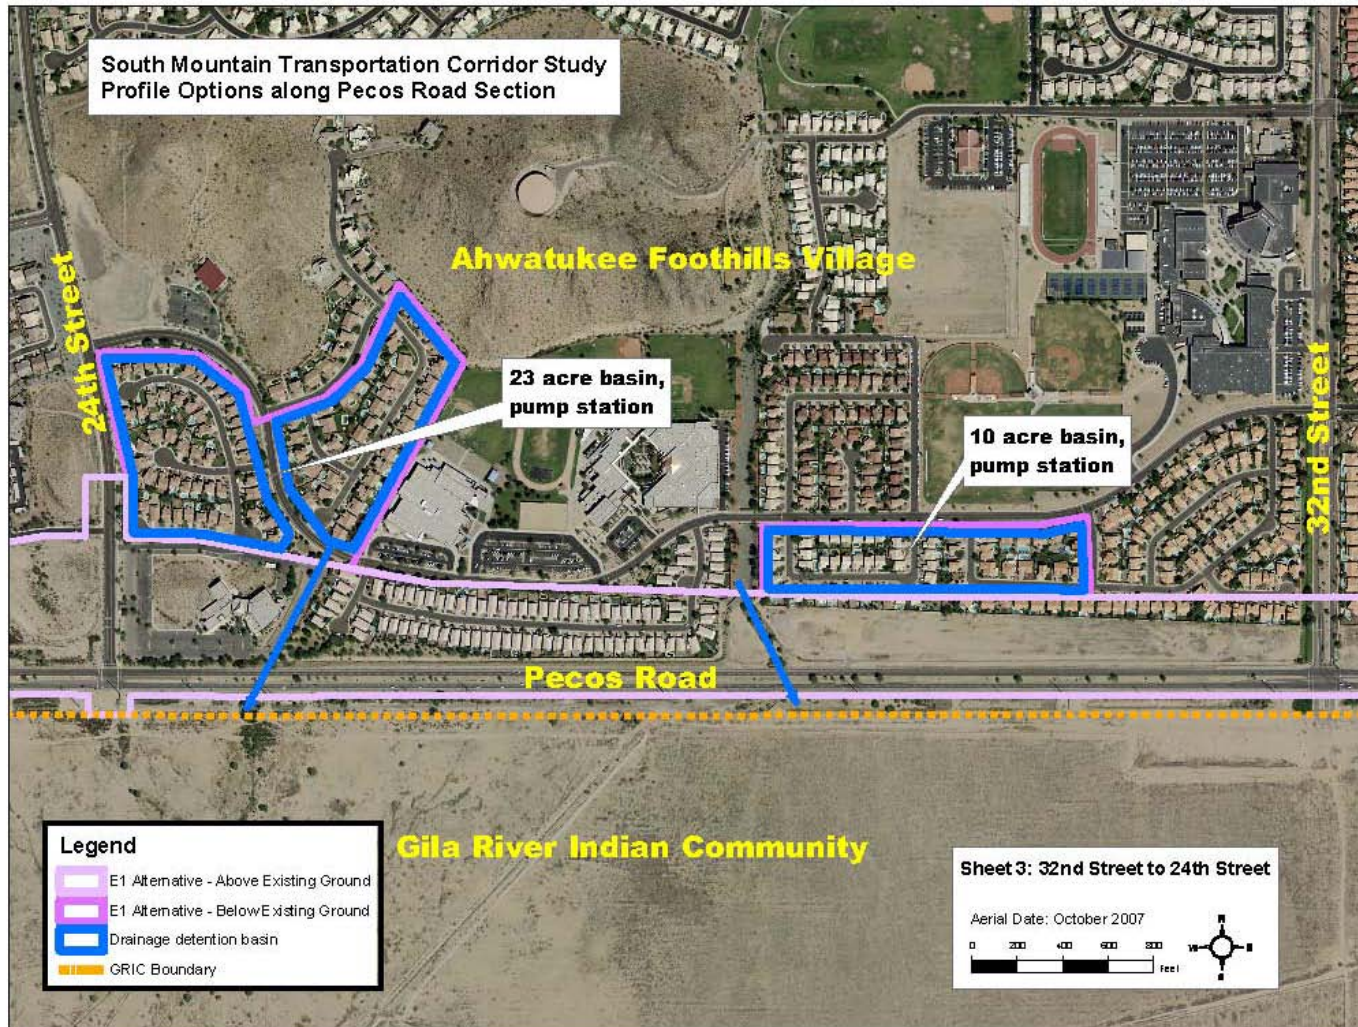 South Mountain Transportation Corridor Study
Profile Options along Pecos Road Section
Ahwatukee Foothills Village
24th Street
23 acre basin,
pump station
10 acre basin,
pump station
32nd Street
Pecos Road
Gila River Indian Community
Legend
E1 Alternative - Above Existing Ground
E1 Alternative - Below Existing Ground
Drainage detention basin
GRIC Boundary
Sheet 3: 32nd Street to 24th Street
Aerial Date: October 2007
0 200 400 600 800
Feet
N
W E
S